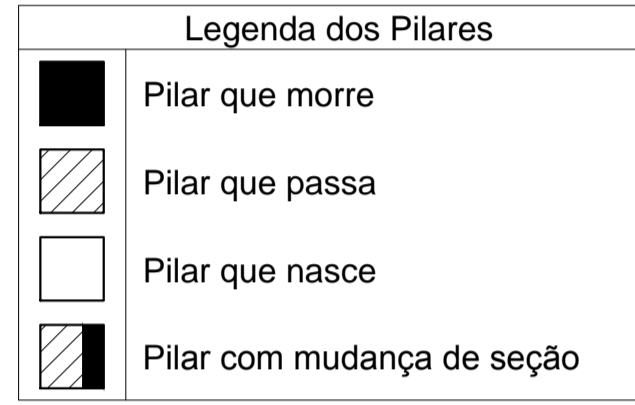 Legenda dos Pilares
Pilar que morre
Pilar que passa
Pilar que nasce
Pilar com mudança de seção